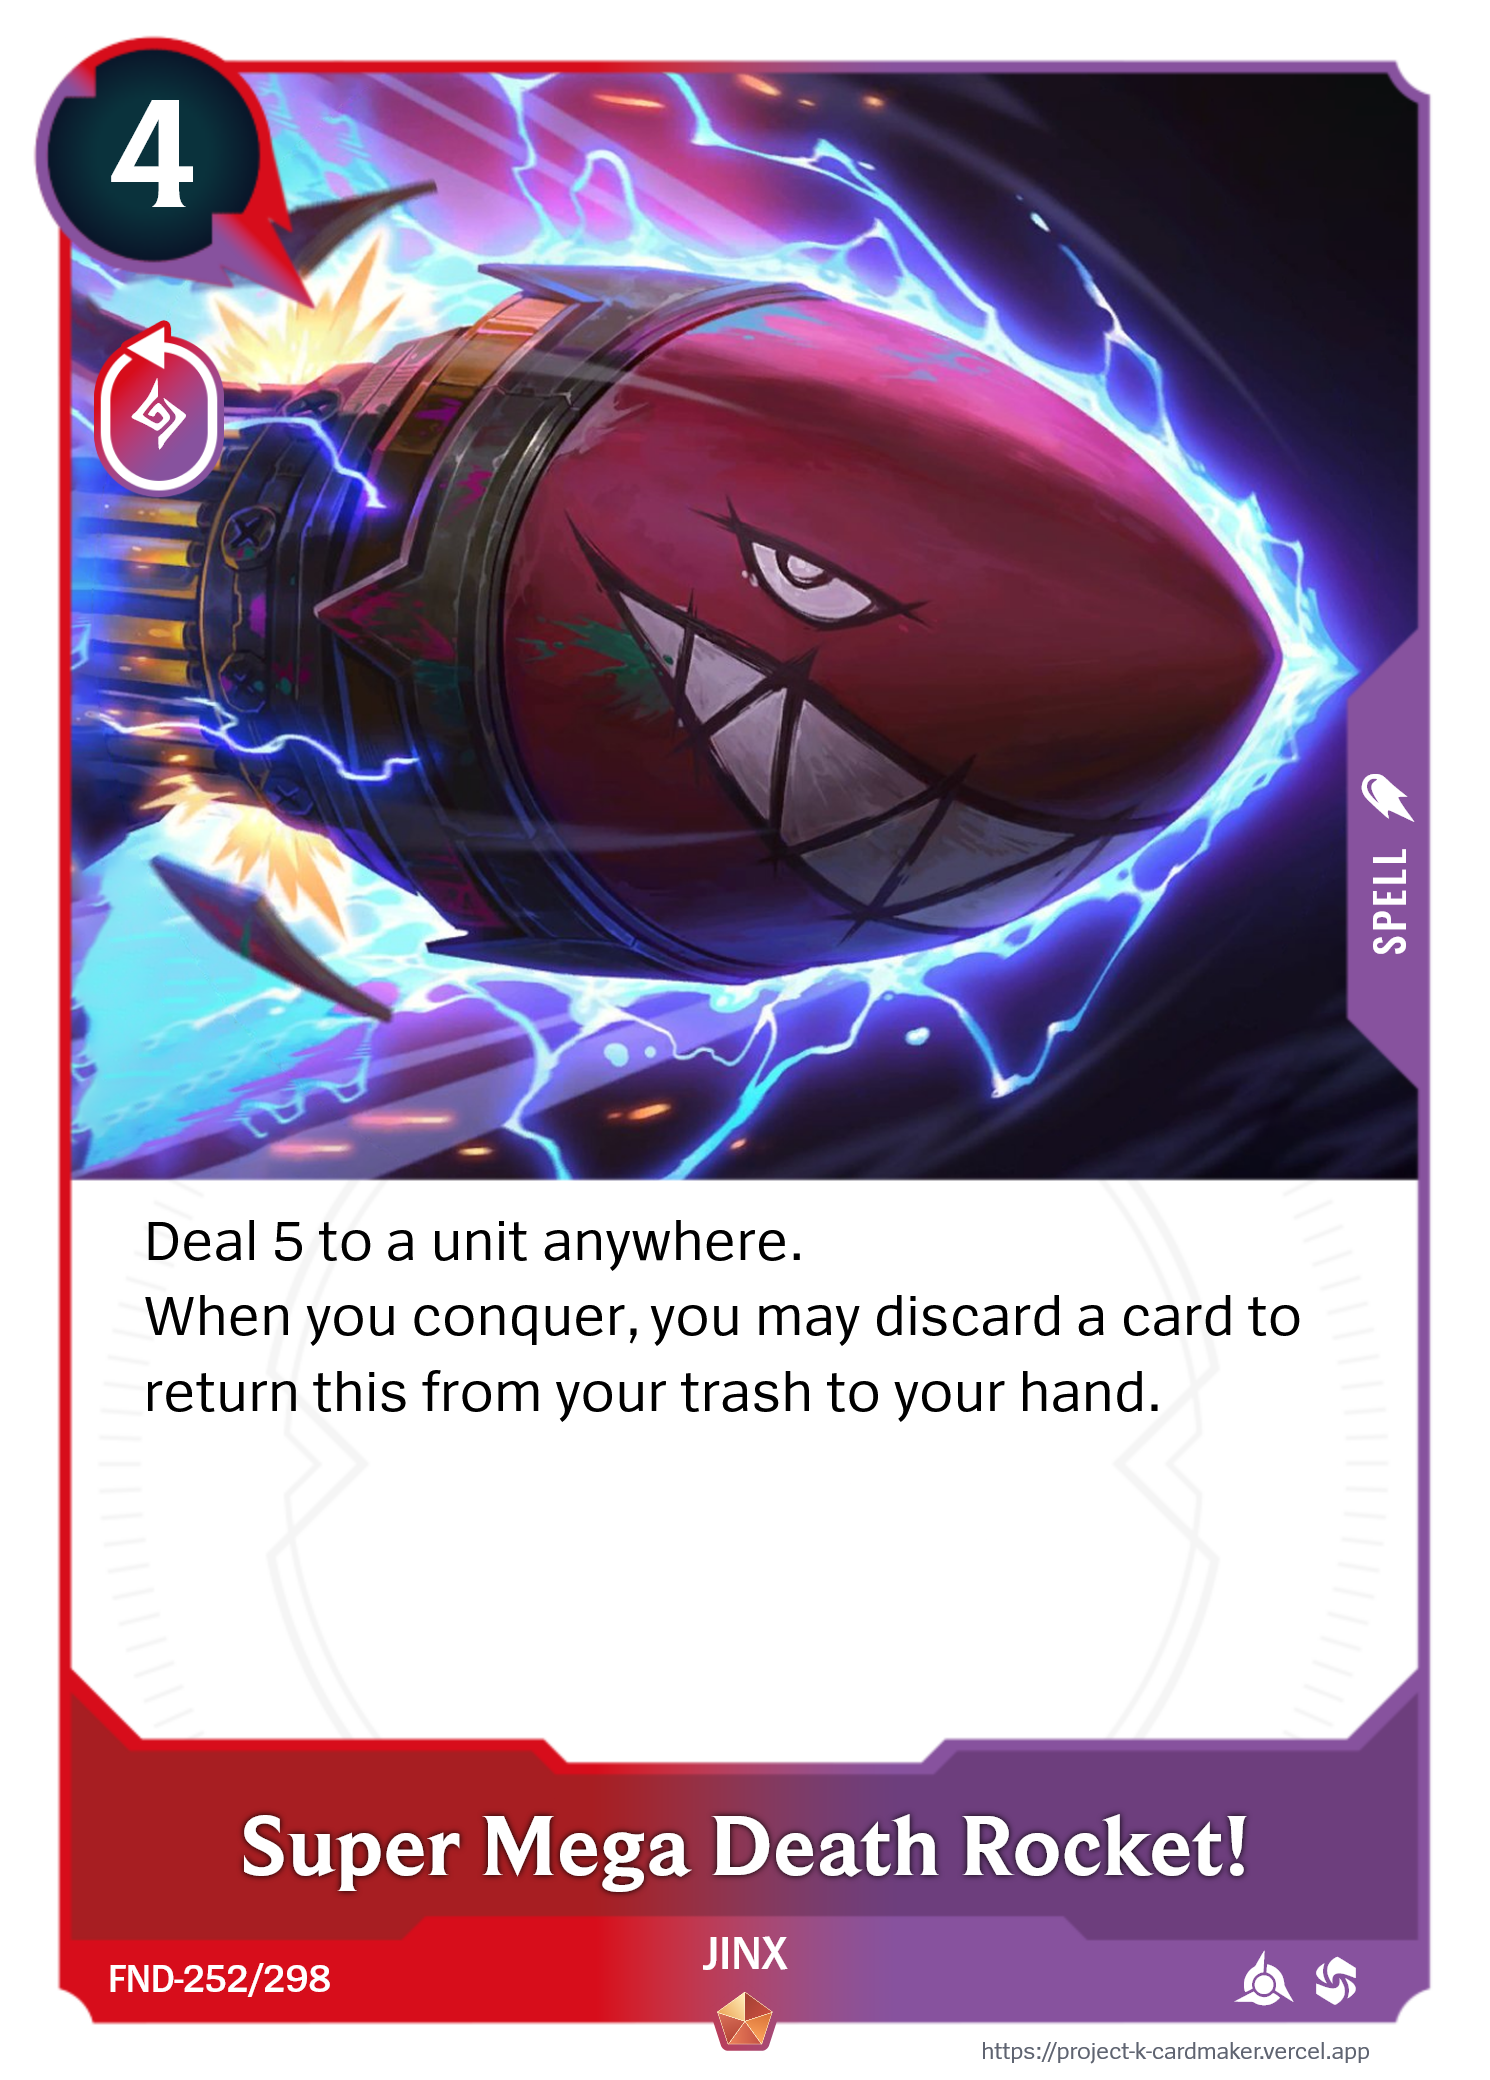 4
SPELL
Deal 5 to a unit anywhere.
When you conquer, you may discard a card to
return this from your trash to your hand.
Super Mega Death Rocket!
JINX
FND-252/298
https://project-k-cardmaker.vercel.app